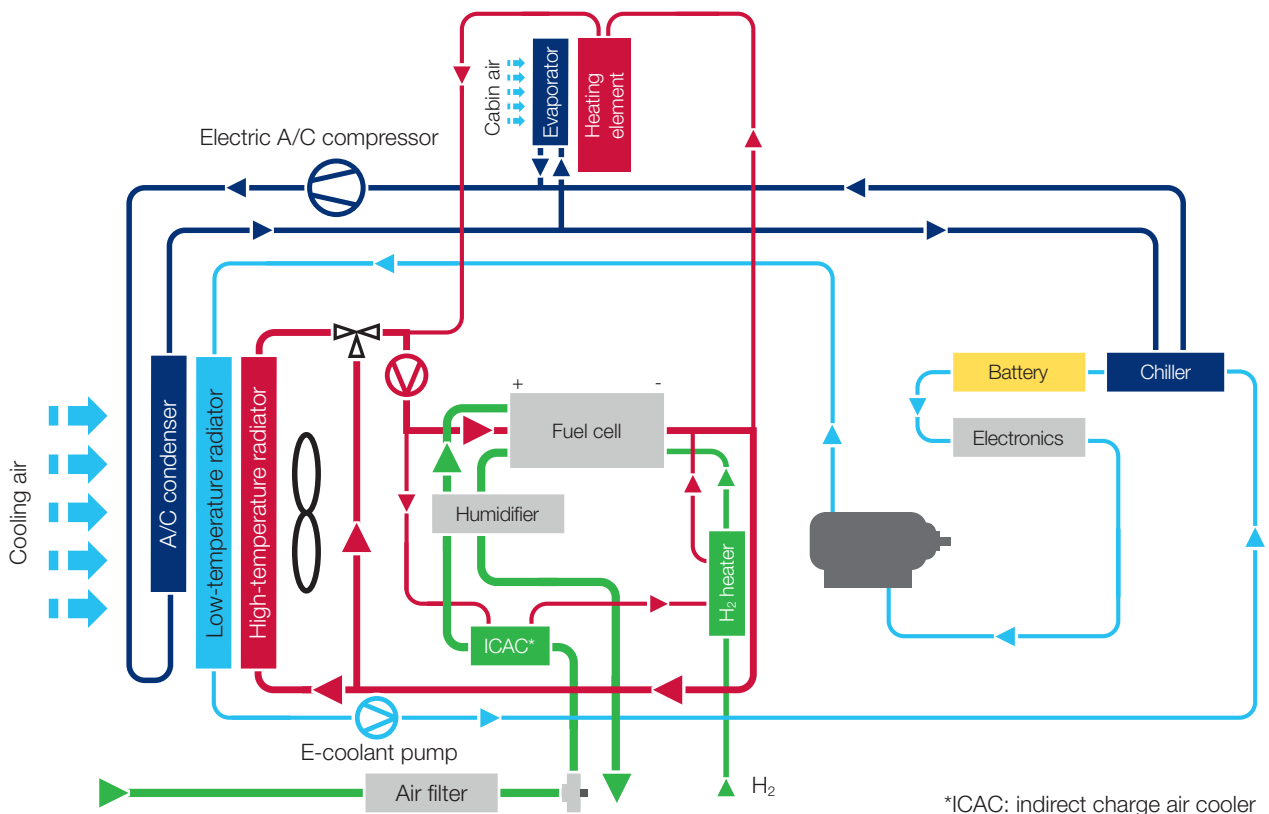 Cabin air
Evaporator
Heating
element
Electric A/C compressor
Cooling air
A/C condenser
Low-temperature radiator
High-temperature radiator
+
-
Fuel cell
Humidifier
ICAC*
H₂ heater
Battery
Chiller
Electronics
E-coolant pump
Air filter
H₂
*ICAC: indirect charge air cooler